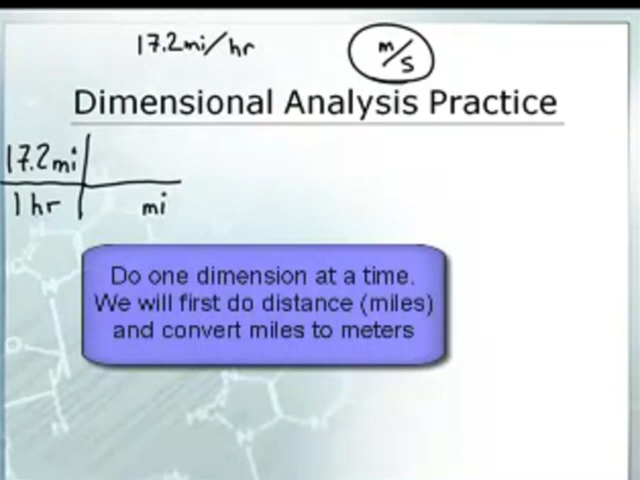 17.2mi/hr
m/s
Dimensional Analysis Practice
17.2mi
1 hr mi
Do one dimension at a time.
We will first do distance (miles)
and convert miles to meters